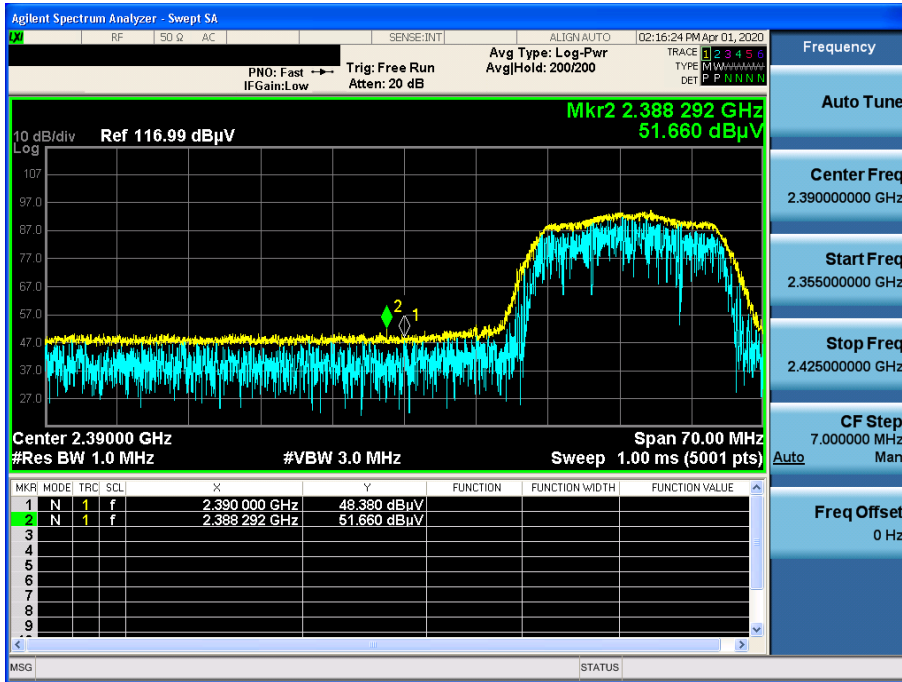 Agilent Spectrum Analyzer - Swept SA
LXI RF 50 Ω AC SENSE:INT ALIGN AUTO 02:16:24 PM Apr 01, 2020
PNO: Fast Trig: Free Run Avg Type: Log-Pwr TRACE 1 2 3 4 5 6
IFGain:Low Atten: 20 dB Avg|Hold: 200/200 TYPE MWWWWW
DET P P N N N N
Mkr2 2.388 292 GHz
51.660 dBµV
10 dB/div Ref 116.99 dBµV
Log
107
97.0
87.0
77.0
67.0
57.0
47.0
37.0
27.0
2 1
Center 2.39000 GHz Span 70.00 MHz
#Res BW 1.0 MHz #VBW 3.0 MHz Sweep 1.00 ms (5001 pts)
MKR MODE TRC SCL X Y FUNCTION FUNCTION WIDTH FUNCTION VALUE
1 N 1 f 2.390 000 GHz 48.380 dBµV
2 N 1 f 2.388 292 GHz 51.660 dBµV
3
4
5
6
7
8
9
MSG STATUS
Frequency
Auto Tune
Center Freq
2.390000000 GHz
Start Freq
2.355000000 GHz
Stop Freq
2.425000000 GHz
CF Step
7.000000 MHz
Auto Man
Freq Offset
0 Hz